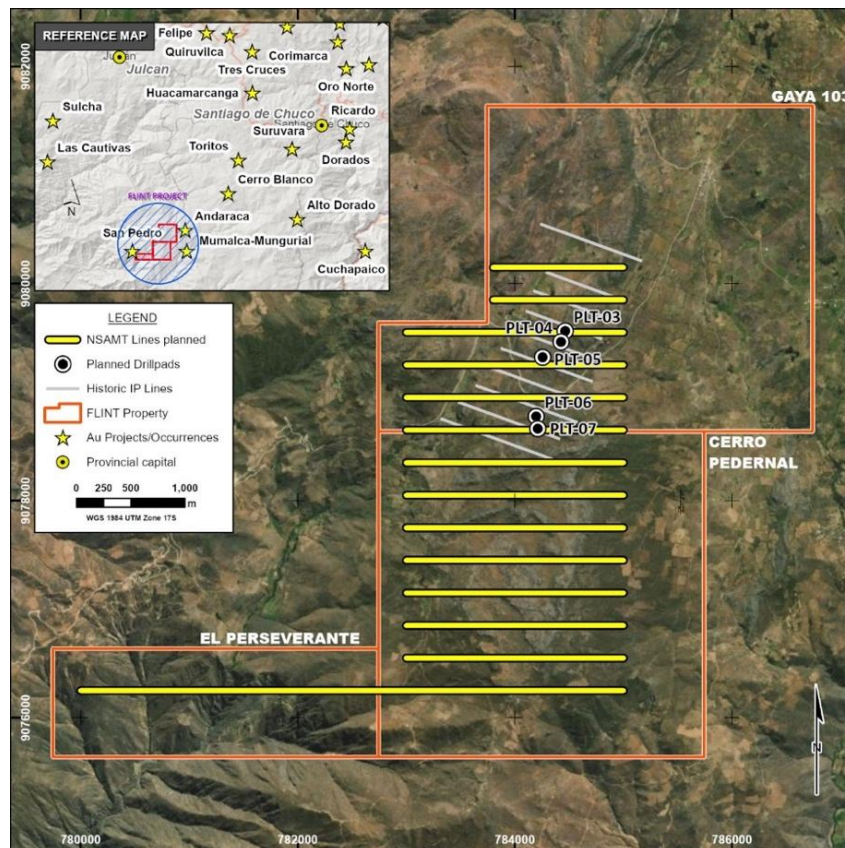 REFERENCE MAP
Felipe
Quiruvilca
Corimarca
Julcan
Tres Cruces
Oro Norte
Huacamarcanga
Sulcha
Santiago de Chuco
Ricardo
Suruvara
Las Cautivas
Toritos
Dorados
Cerro Blanco
N
FLINT PROJECT
Andaraca
Alto Dorado
San Pedro
Mumalca-Mungurial
Cuchapaico
GAYA 103
LEGEND
NSAMT Lines planned
Planned Drillpads
Historic IP Lines
FLINT Property
Au Projects/Occurrences
Provincial capital
0 250 500 1,000
m
WGS 1984 UTM Zone 17S
PLT-03
PLT-04
PLT-05
PLT-06
PLT-07
CERRO
PEDERNAL
EL PERSEVERANTE
N
9082000
9080000
9078000
9076000
780000 782000 784000 786000